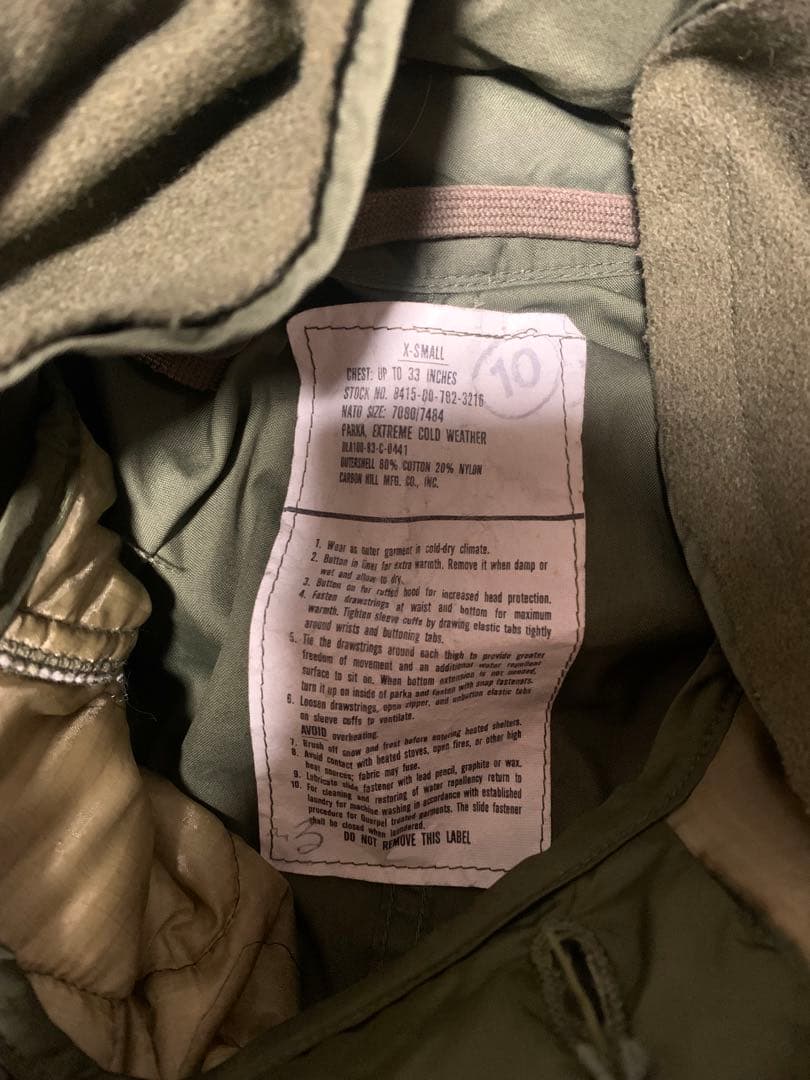 X-SMALL
10
CHEST: UP TO 33 INCHES
STOCK NO. 8415-00-782-3216
NATO SIZE: 7080/7484
PARKA, EXTREME COLD WEATHER
DLA100-83-C-0441
OUTERSHELL 80% COTTON 20% NYLON
CARBON HILL MFG. CO., INC.
1. Wear as outer garment in cold-dry climate.
2. Button in liner for extra warmth. Remove it when damp or
wet and allow to dry.
3. Button on fur ruffed hood for increased head protection.
4. Fasten drawstrings at waist and bottom for maximum
warmth. Tighten sleeve cuffs by drawing elastic tabs tightly
around wrists and buttoning tabs.
5. Tie the drawstrings around each thigh to provide greater
freedom of movement and an additional water repellent
surface to sit on. When bottom extension is not needed,
turn it up on inside of parka and fasten with snap fasteners.
6. Loosen drawstrings, open zipper, and unbutton elastic tabs
on sleeve cuffs to ventilate.
AVOID overheating.
7. Brush off snow and frost before entering heated shelters.
8. Avoid contact with heated stoves, open fires, or other high
heat sources; fabric may fuse.
9. Lubricate slide fastener with lead pencil, graphite or wax.
10. For cleaning and restoring of water repellency return to
laundry for machine washing in accordance with established
procedure for Quarpel treated garments. The slide fastener
shall be closed when laundered.
DO NOT REMOVE THIS LABEL